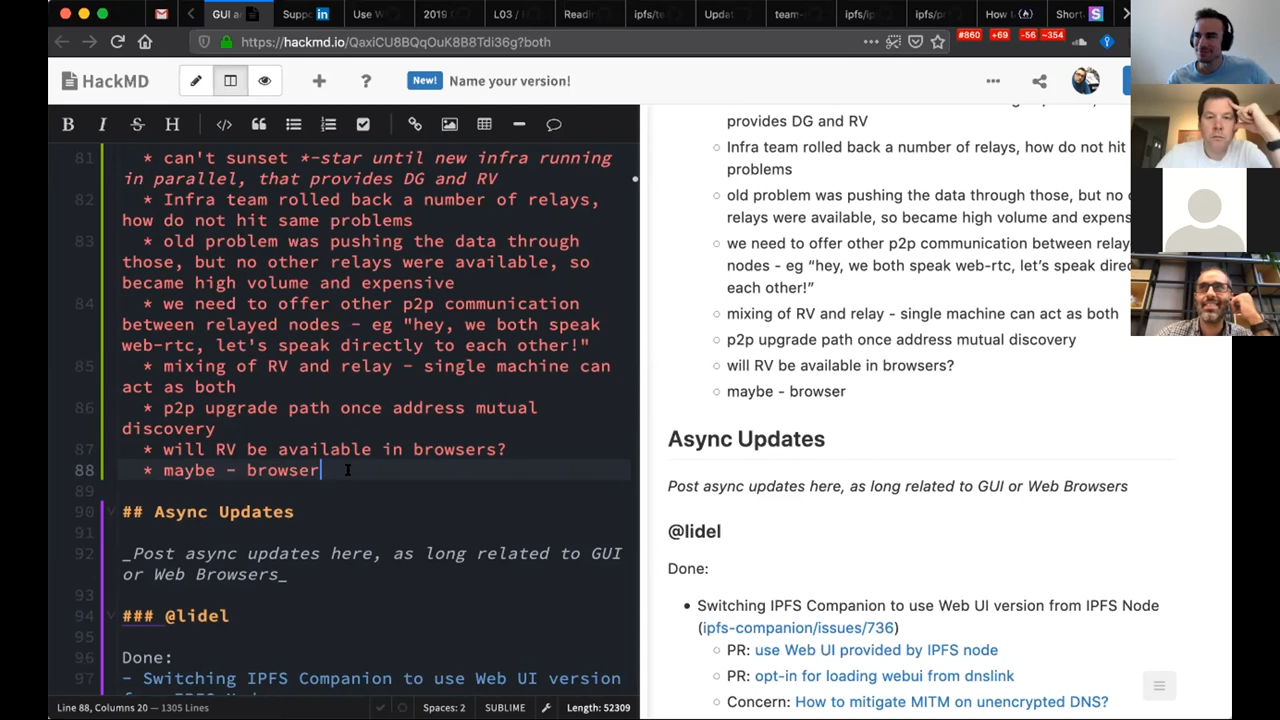 GUI an
Suppo
Use W
2019
L03 /
Readi
ipfs/te
Updat
team-
ipfs/ip
ipfs/pr
How t
Short-
https://hackmd.io/QaxiCU8BQqOuK8B8Tdi36g?both
#860
+69
-56
~354
HackMD
New!
Name your version!
81
* can't sunset *-star until new infra running
in parallel, that provides DG and RV
82
* Infra team rolled back a number of relays,
how do not hit same problems
83
* old problem was pushing the data through
those, but no other relays were available, so
became high volume and expensive
84
* we need to offer other p2p communication
between relayed nodes - eg "hey, we both speak
web-rtc, let's speak directly to each other!"
85
* mixing of RV and relay - single machine can
act as both
86
* p2p upgrade path once address mutual
discovery
87
* will RV be available in browsers?
88
* maybe - browser
89
90
## Async Updates
91
92
_Post async updates here, as long related to GUI
or Web Browsers_
93
94
### @lidel
95
96
Done:
97
- Switching IPFS Companion to use Web UI version
Line 88, Columns 20 — 1305 Lines
Spaces: 2
SUBLIME
Length: 52309
provides DG and RV
Infra team rolled back a number of relays, how do not hit same
problems
old problem was pushing the data through those, but no o
relays were available, so became high volume and expens
we need to offer other p2p communication between relay
nodes - eg “hey, we both speak web-rtc, let’s speak direc
each other!”
mixing of RV and relay - single machine can act as both
p2p upgrade path once address mutual discovery
will RV be available in browsers?
maybe - browser
Async Updates
Post async updates here, as long related to GUI or Web Browsers
@lidel
Done:
Switching IPFS Companion to use Web UI version from IPFS Node
(ipfs-companion/issues/736)
PR: use Web UI provided by IPFS node
PR: opt-in for loading webui from dnslink
Concern: How to mitigate MITM on unencrypted DNS?